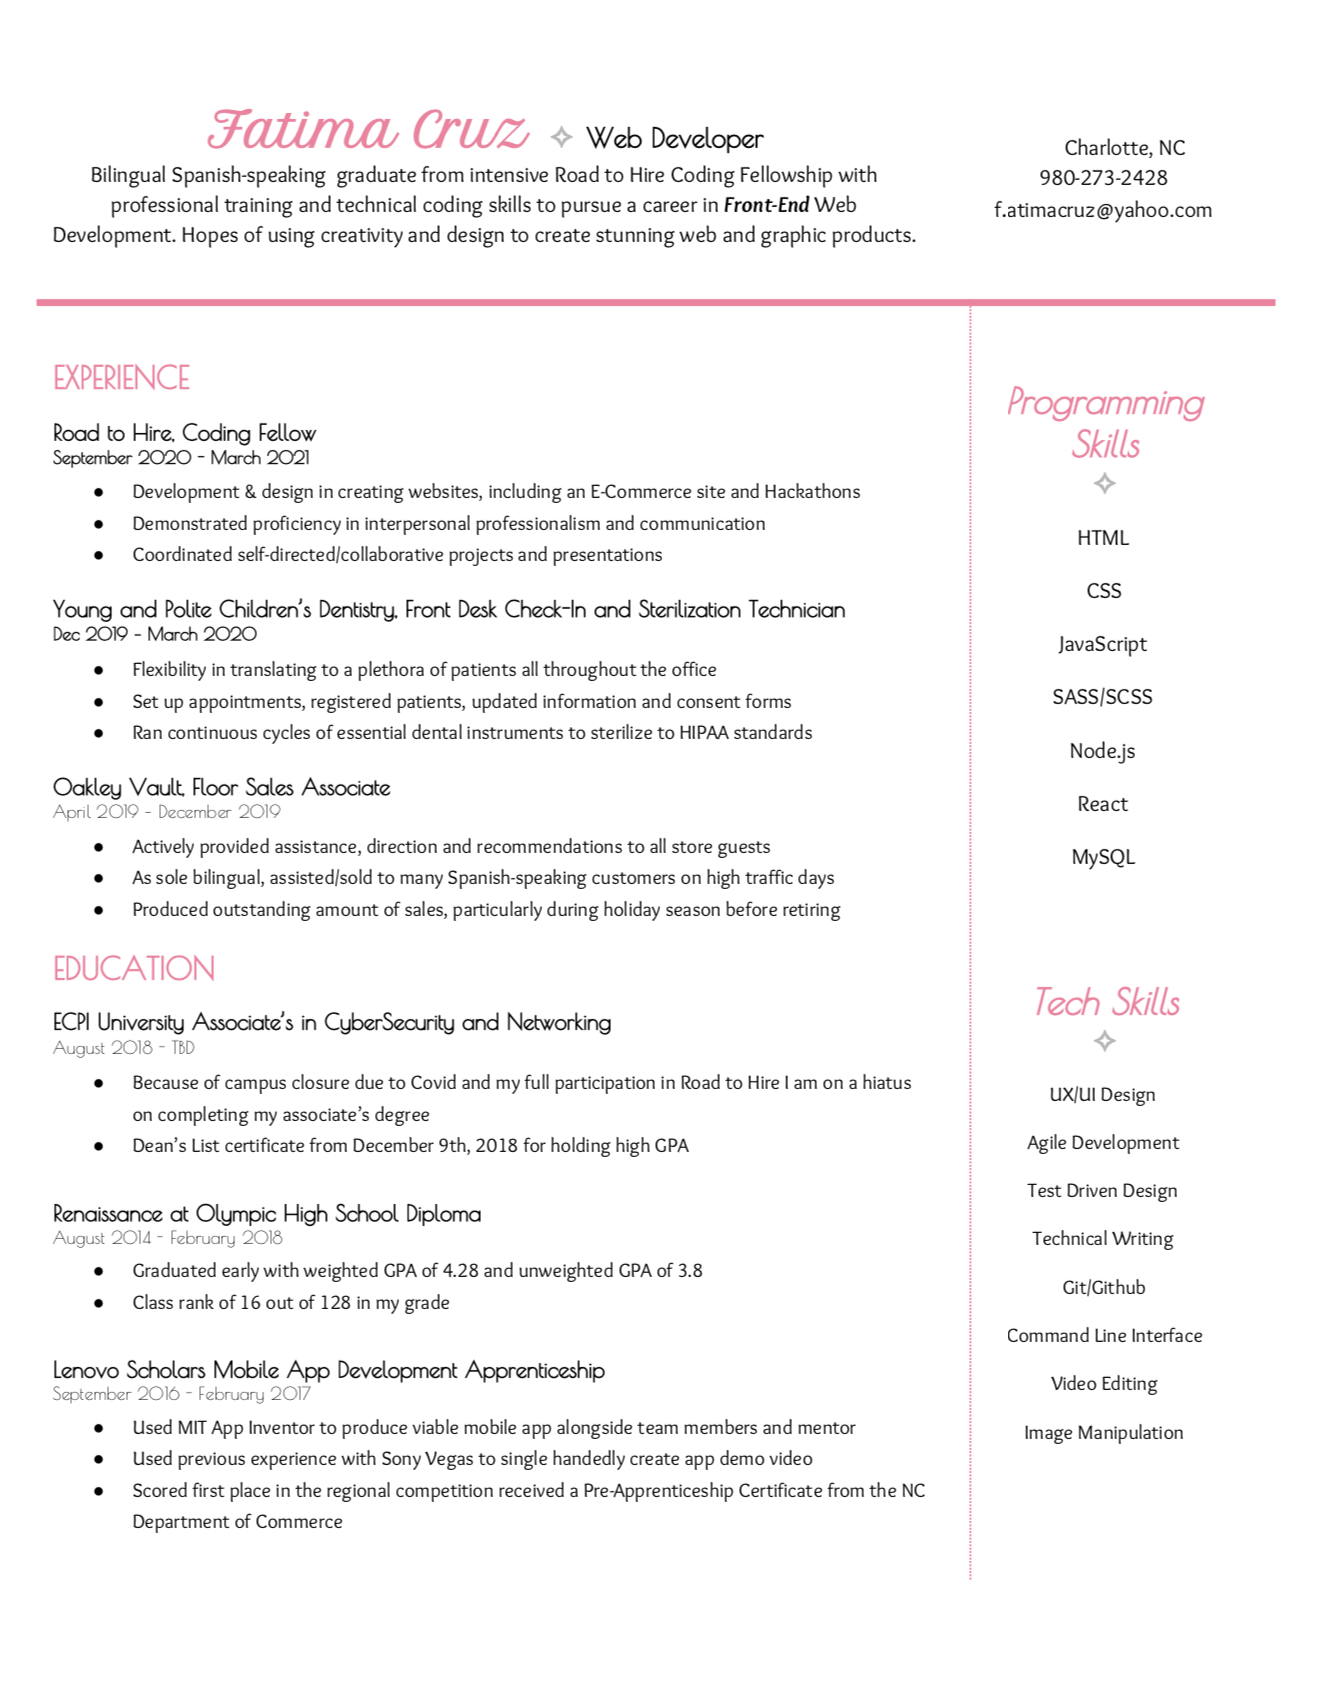 Fatima Cruz ✧ Web Developer
Bilingual Spanish-speaking graduate from intensive Road to Hire Coding Fellowship with
professional training and technical coding skills to pursue a career in Front-End Web
Development. Hopes of using creativity and design to create stunning web and graphic products.
Charlotte, NC
980-273-2428
f.atimacruz@yahoo.com
EXPERIENCE
Road to Hire, Coding Fellow
September 2020 - March 2021
● Development & design in creating websites, including an E-Commerce site and Hackathons
● Demonstrated proficiency in interpersonal professionalism and communication
● Coordinated self-directed/collaborative projects and presentations
Young and Polite Children's Dentistry, Front Desk Check-In and Sterilization Technician
Dec 2019 - March 2020
● Flexibility in translating to a plethora of patients all throughout the office
● Set up appointments, registered patients, updated information and consent forms
● Ran continuous cycles of essential dental instruments to sterilize to HIPAA standards
Oakley Vault, Floor Sales Associate
April 2019 - December 2019
● Actively provided assistance, direction and recommendations to all store guests
● As sole bilingual, assisted/sold to many Spanish-speaking customers on high traffic days
● Produced outstanding amount of sales, particularly during holiday season before retiring
EDUCATION
ECPI University Associate's in CyberSecurity and Networking
August 2018 - TBD
● Because of campus closure due to Covid and my full participation in Road to Hire I am on a hiatus
on completing my associate's degree
● Dean's List certificate from December 9th, 2018 for holding high GPA
Renaissance at Olympic High School Diploma
August 2014 - February 2018
● Graduated early with weighted GPA of 4.28 and unweighted GPA of 3.8
● Class rank of 16 out of 128 in my grade
Lenovo Scholars Mobile App Development Apprenticeship
September 2016 - February 2017
● Used MIT App Inventor to produce viable mobile app alongside team members and mentor
● Used previous experience with Sony Vegas to single handedly create app demo video
● Scored first place in the regional competition received a Pre-Apprenticeship Certificate from the NC
Department of Commerce
Programming
Skills
✧
HTML
CSS
JavaScript
SASS/SCSS
Node.js
React
MySQL
Tech Skills
✧
UX/UI Design
Agile Development
Test Driven Design
Technical Writing
Git/Github
Command Line Interface
Video Editing
Image Manipulation